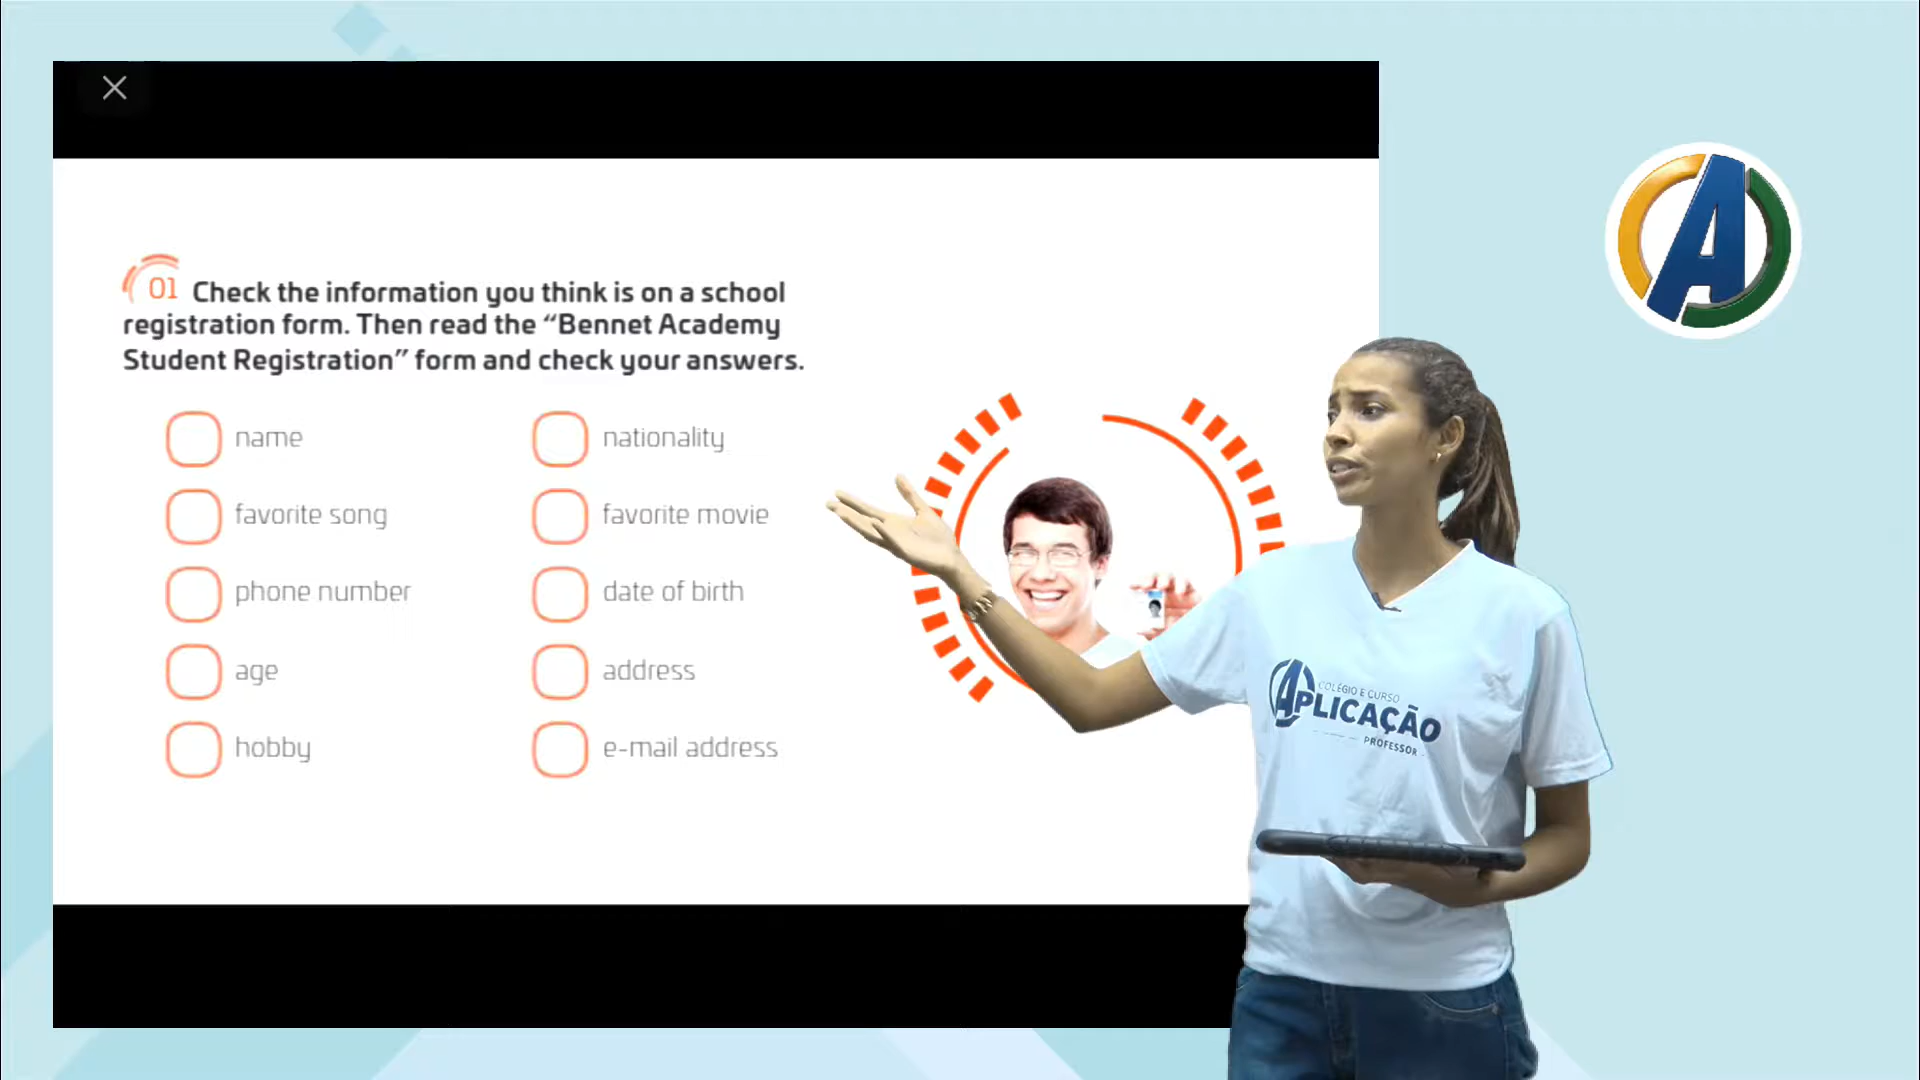 01 Check the information you think is on a school
registration form. Then read the “Bennet Academy
Student Registration” form and check your answers.
name
nationality
favorite song
favorite movie
phone number
date of birth
age
address
hobby
e-mail address
A
COLÉGIO E CURSO
APLICAÇÃO
PROFESSOR